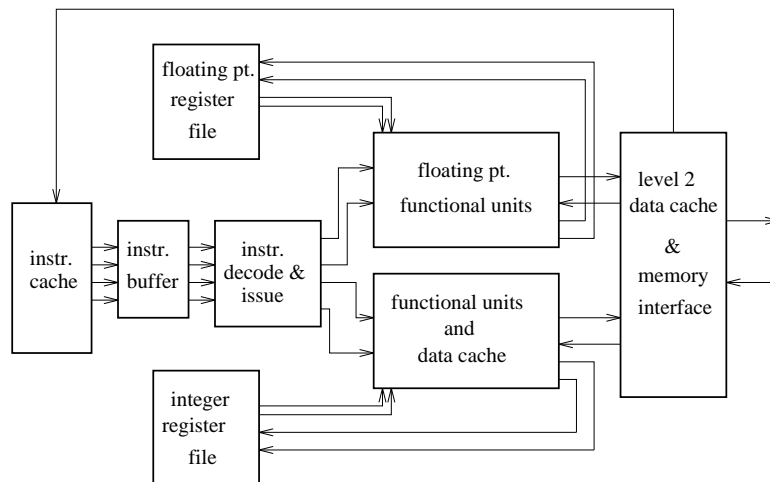 floating pt.
register
file
floating pt.
functional units
level 2
data cache
&
memory
interface
instr.
cache
instr.
buffer
instr.
decode &
issue
functional units
and
data cache
integer
register
file